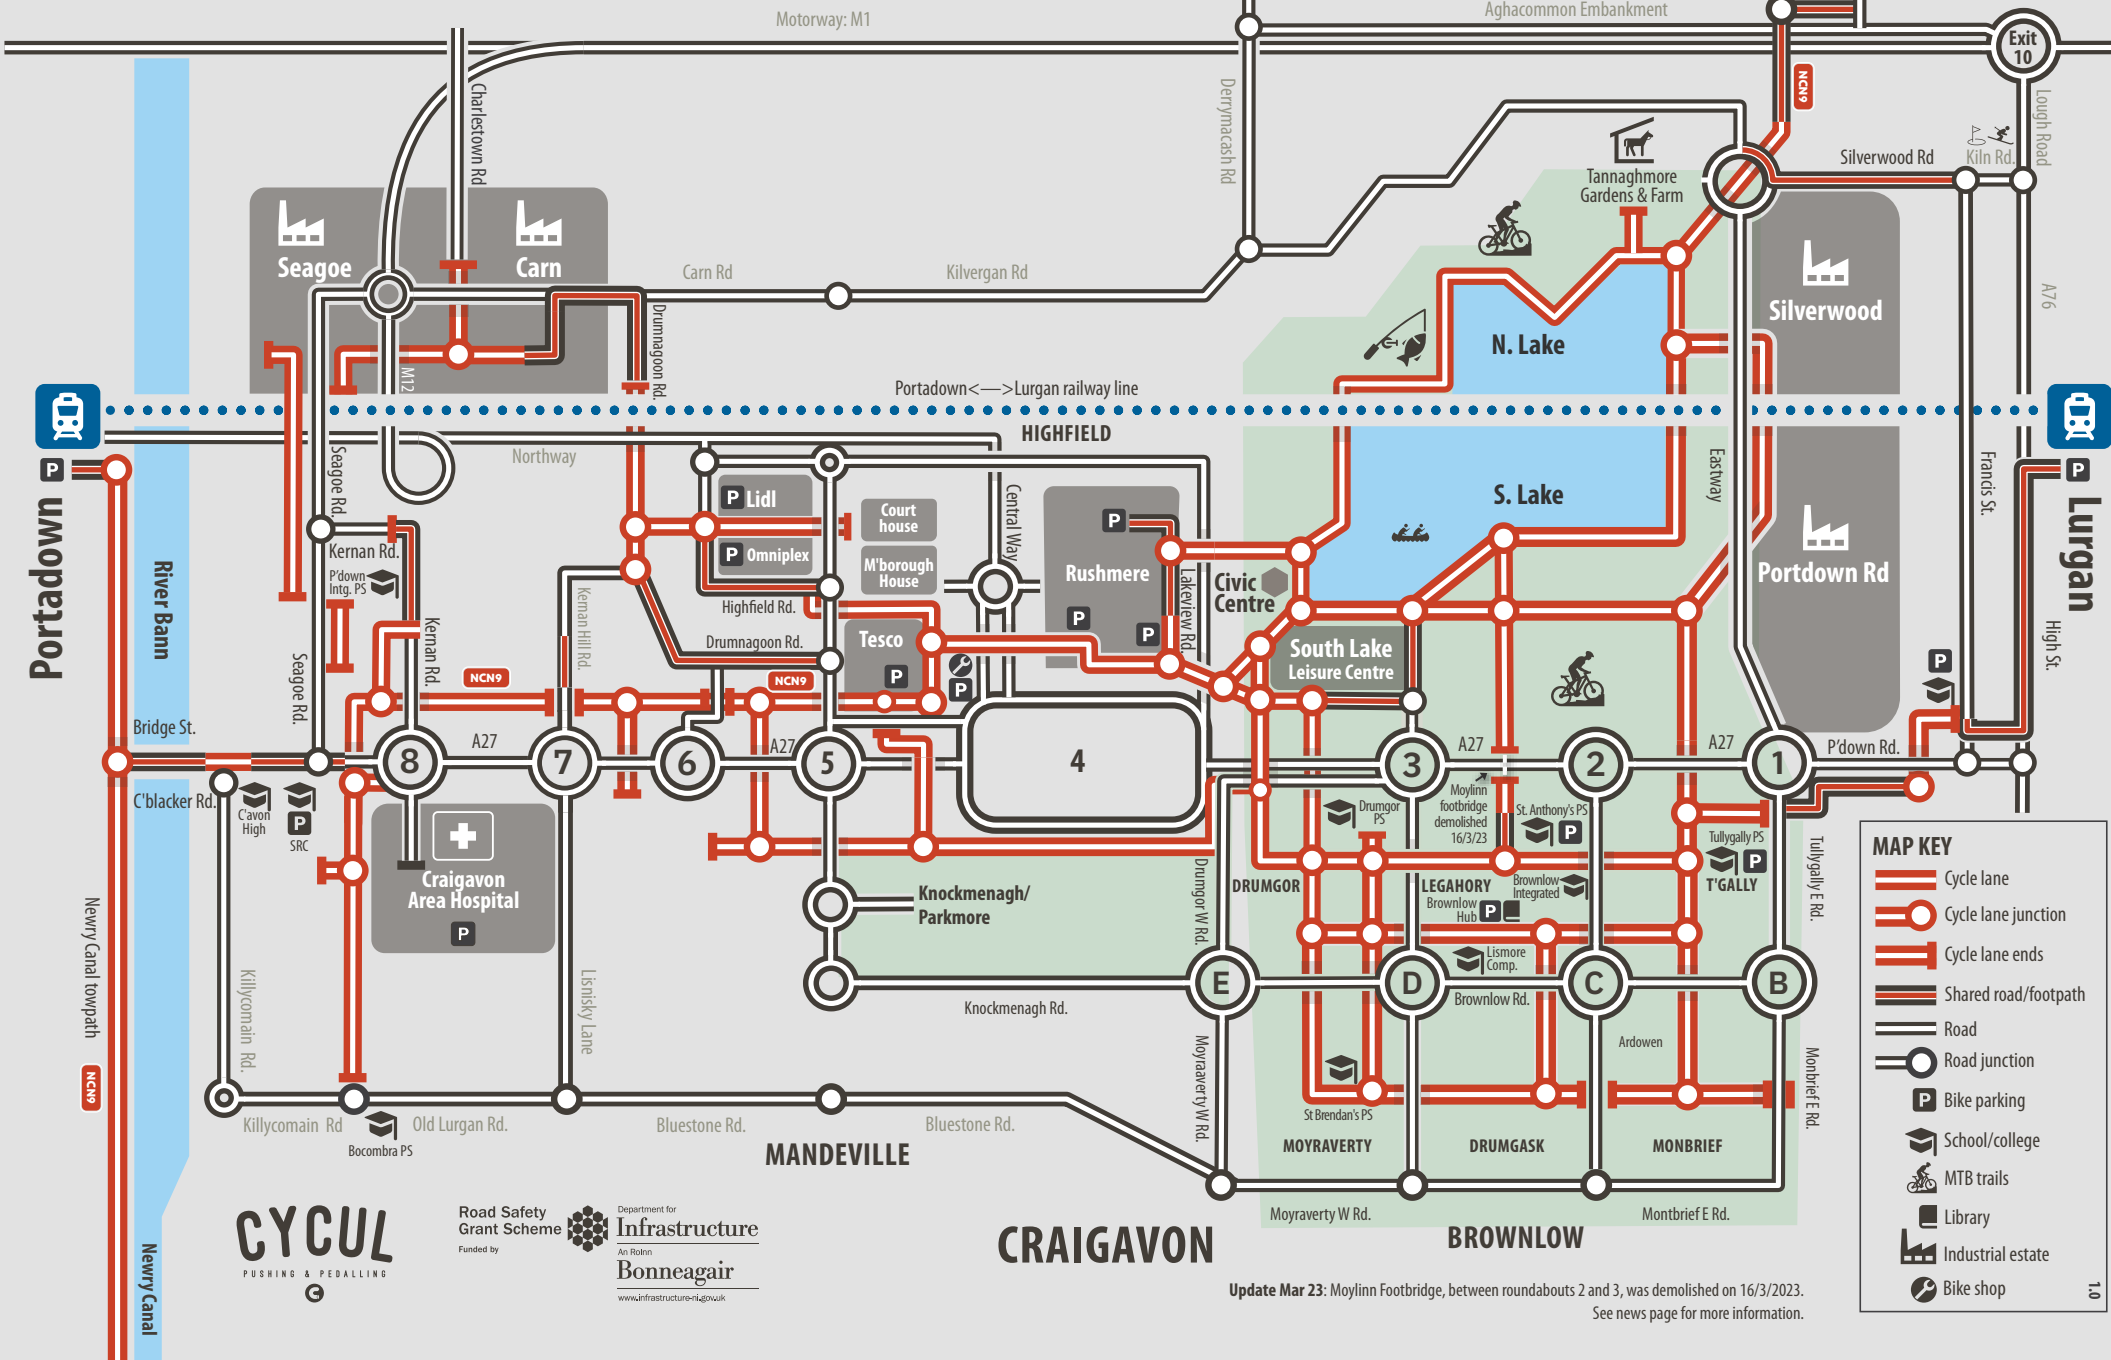 Motorway: M1
Aghacommon Embankment
Exit
10
NCN9
Charlestown Rd
Derrymacash Rd
Lough Road
Tannaghmore
Gardens & Farm
Silverwood Rd
Kiln Rd.
Seagoe
Carn
Carn Rd
Kilvergan Rd
Silverwood
A76
Drumnagoon Rd.
M12
N. Lake
Portadown<—>Lurgan railway line
HIGHFIELD
Northway
Seagoe Rd.
P
Portadown
River Bann
Kernan Rd.
P'down
Intg. PS
Kernan Rd.
Seagoe Rd.
P Lidl
P Omniplex
Court
house
M'borough
House
Central Way
P
Rushmere
P
P
Lakeview Rd.
Civic
Centre
S. Lake
Eastway
Portdown Rd
Francis St.
P
Lurgan
High St.
Kernan Hill Rd.
Highfield Rd.
Drumnagoon Rd.
Tesco
P
P
South Lake
Leisure Centre
P
NCN9
NCN9
Bridge St.
A27
A27
A27
A27
P'down Rd.
8
7
6
5
4
3
2
1
C'blacker Rd.
C'avon
High
P
SRC
Craigavon
Area Hospital
P
Drumgor
PS
Moylinn
footbridge
demolished
16/3/23
St. Anthony's PS
P
Tullygally PS
P
T'GALLY
Tullygally E Rd.
DRUMGOR
LEGAHORY
Brownlow
Integrated
Brownlow
Hub
P
Knockmenagh/
Parkmore
Drumgor W Rd.
Lismore
Comp.
Brownlow Rd.
E
D
C
B
Knockmenagh Rd.
Newry Canal towpath
NCN9
Killycomain Rd.
Lisnisky Lane
Moyraaverty W Rd.
Ardowen
Monbrief E Rd.
St Brendan's PS
Killycomain Rd
Old Lurgan Rd.
Bluestone Rd.
Bluestone Rd.
Bocombra PS
MANDEVILLE
MOYRAVERTY
DRUMGASK
MONBRIEF
Moyraverty W Rd.
Montbrief E Rd.
CRAIGAVON
BROWNLOW
Newry Canal
CYCUL
PUSHING & PEDALLING
C
Road Safety
Grant Scheme
Funded by
Department for
Infrastructure
An Roinn
Bonneagair
www.infrastructure-ni.gov.uk
Update Mar 23: Moylinn Footbridge, between roundabouts 2 and 3, was demolished on 16/3/2023.
See news page for more information.
MAP KEY
Cycle lane
Cycle lane junction
Cycle lane ends
Shared road/footpath
Road
Road junction
P Bike parking
School/college
MTB trails
Library
Industrial estate
Bike shop
1.0